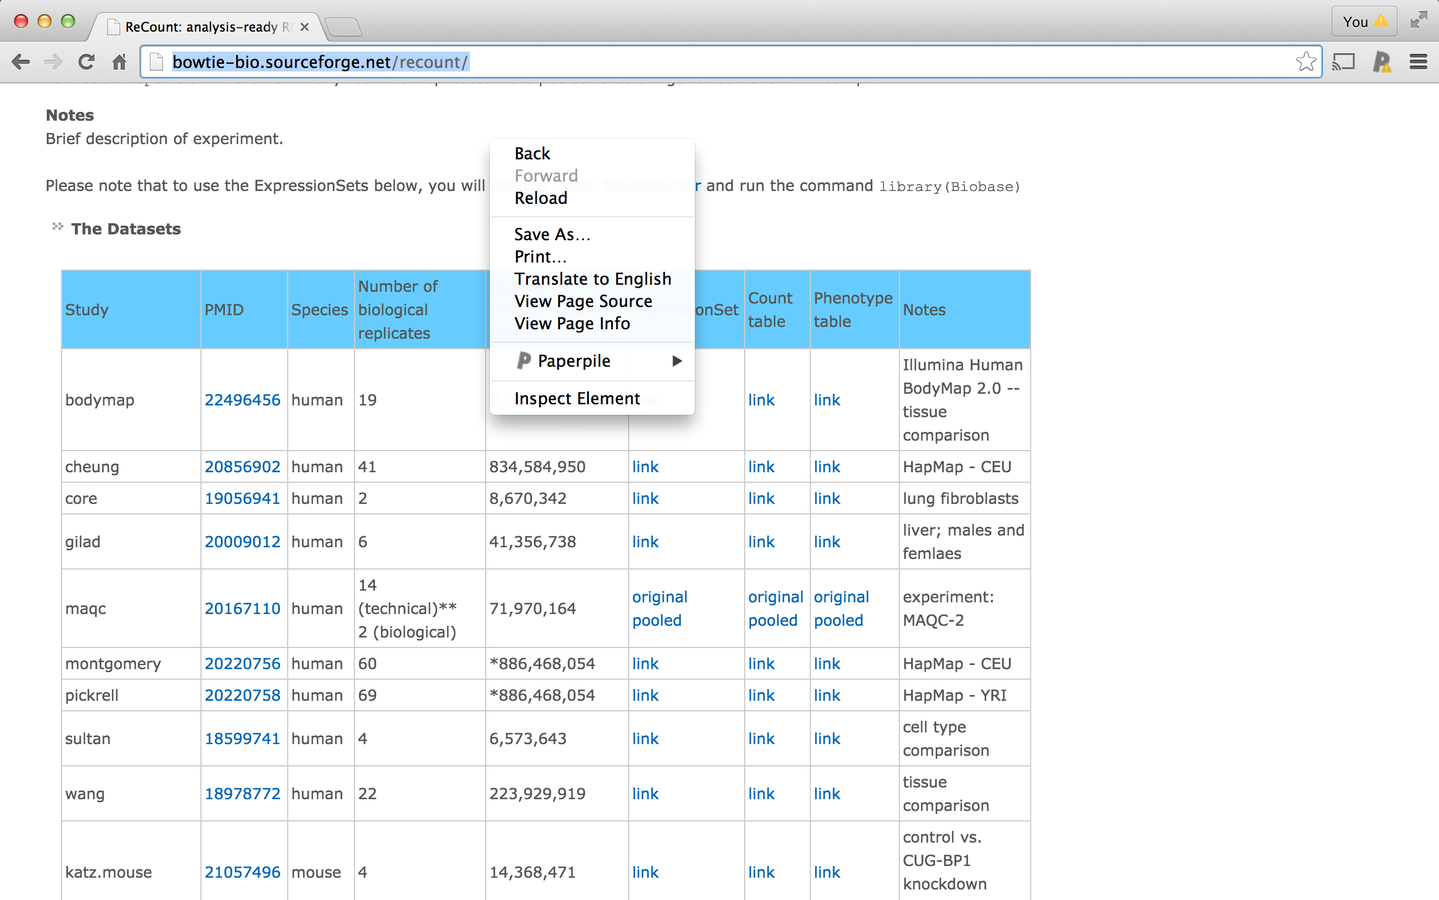 ReCount: analysis-ready R
You
bowtie-bio.sourceforge.net/recount/
Notes
Brief description of experiment.
Please note that to use the ExpressionSets below, you will
and run the command library(Biobase)
The Datasets
Back
Forward
Reload
Save As...
Print...
Translate to English
View Page Source
View Page Info
Paperpile
Inspect Element
Study PMID Species Number of biological replicates onSet Count table Phenotype table Notes
bodymap 22496456 human 19 link link Illumina Human BodyMap 2.0 -- tissue comparison
cheung 20856902 human 41 834,584,950 link link link HapMap - CEU
core 19056941 human 2 8,670,342 link link link lung fibroblasts
gilad 20009012 human 6 41,356,738 link link link liver; males and femlaes
maqc 20167110 human 14 (technical)** 2 (biological) 71,970,164 original pooled original pooled original pooled experiment: MAQC-2
montgomery 20220756 human 60 *886,468,054 link link link HapMap - CEU
pickrell 20220758 human 69 *886,468,054 link link link HapMap - YRI
sultan 18599741 human 4 6,573,643 link link link cell type comparison
wang 18978772 human 22 223,929,919 link link link tissue comparison
katz.mouse 21057496 mouse 4 14,368,471 link link link control vs. CUG-BP1 knockdown